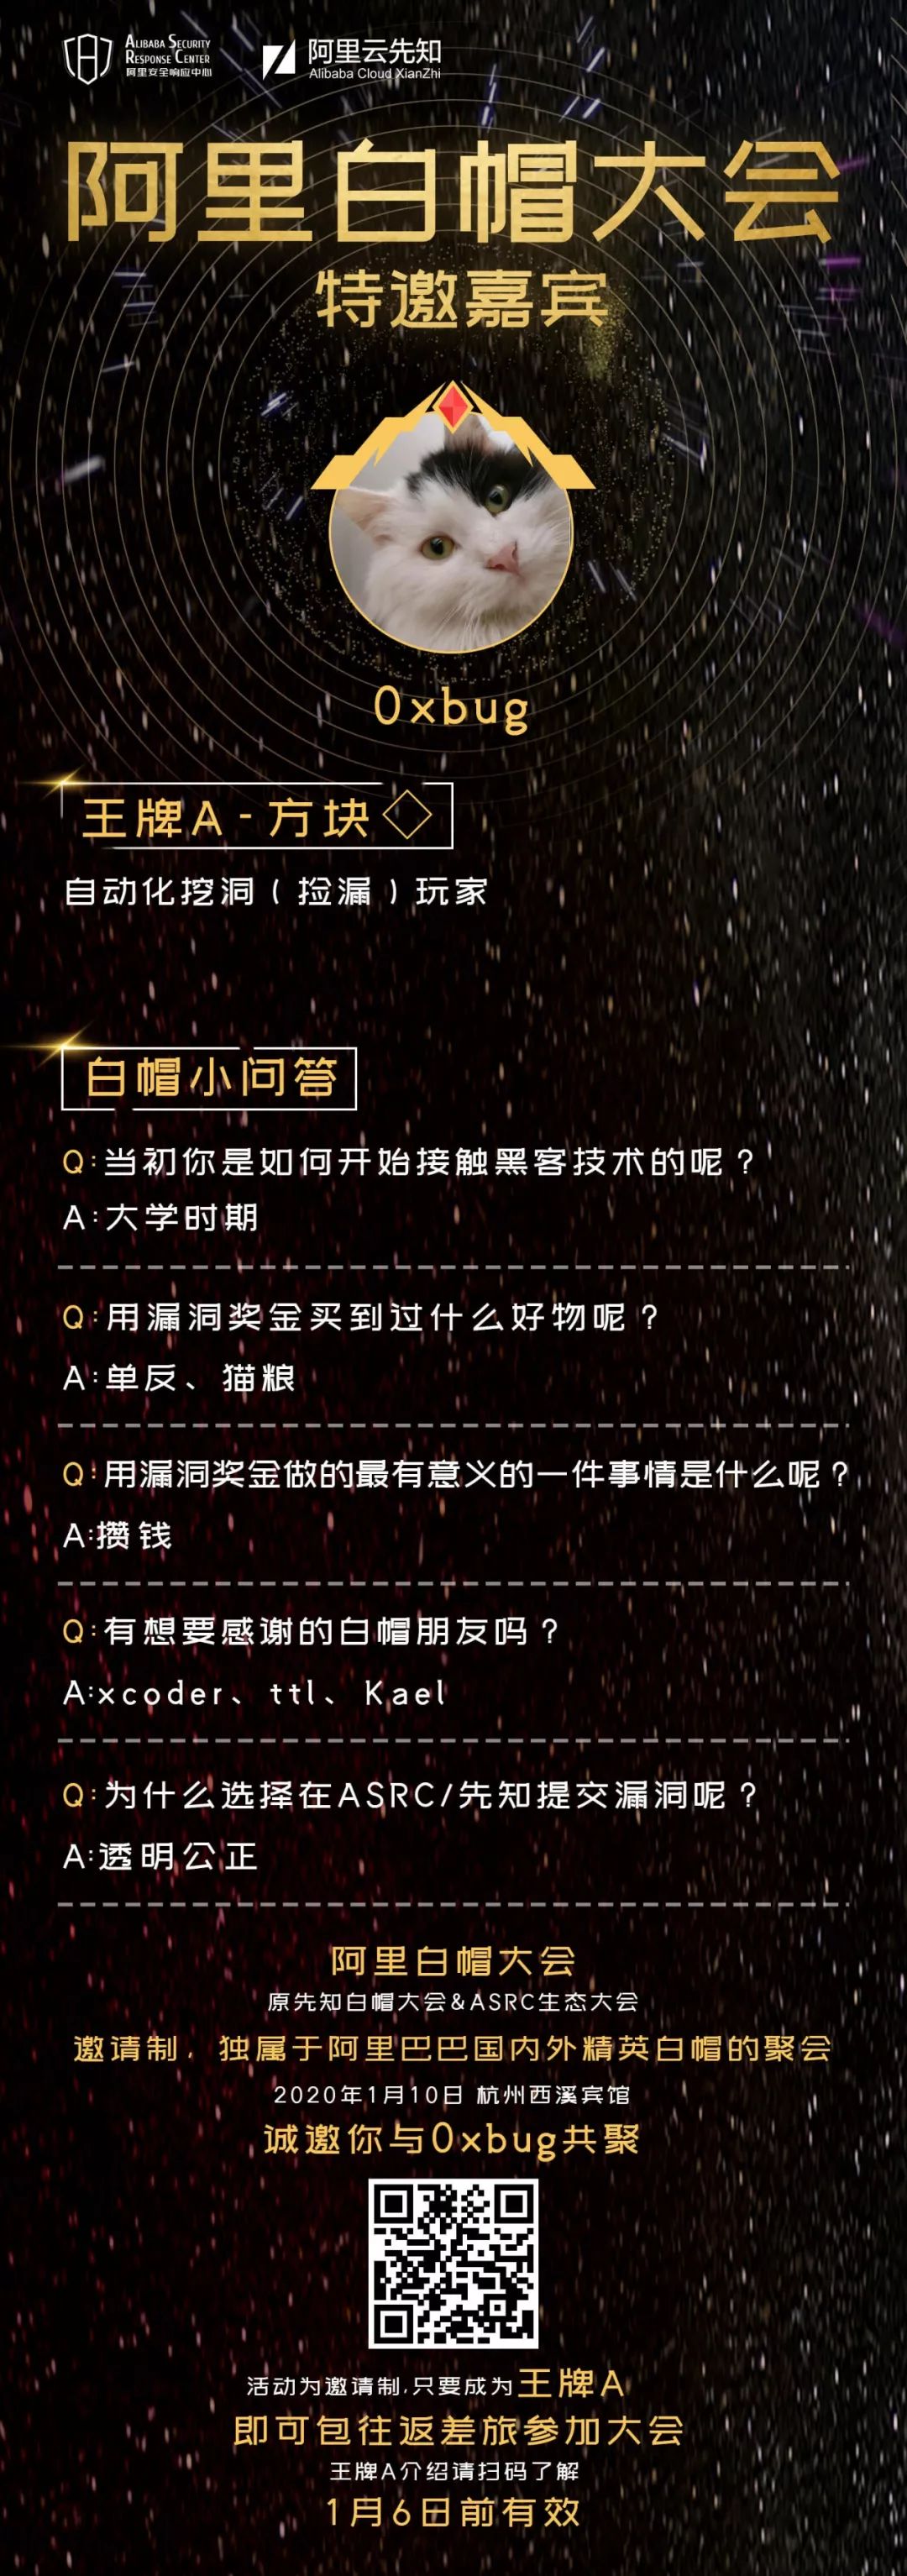 ALIBABA SECURITY
RESPONSE CENTER
阿里安全响应中心
阿里云先知
Alibaba Cloud XianZhi
阿里白帽大会
特邀嘉宾
0xbug
王牌A-方块
自动化挖洞(捡漏)玩家
白帽小问答
Q:当初你是如何开始接触黑客技术的呢？
A:大学时期
Q:用漏洞奖金买到过什么好物呢？
A:单反、猫粮
Q:用漏洞奖金做的最有意义的一件事情是什么呢？
A:攒钱
Q:有想要感谢的白帽朋友吗？
A:xcoder、ttl、Kael
Q:为什么选择在ASRC/先知提交漏洞呢？
A:透明公正
阿里白帽大会
原先知白帽大会&ASRC生态大会
邀请制，独属于阿里巴巴国内外精英白帽的聚会
2020年1月10日 杭州西溪宾馆
诚邀你与0xbug共聚
活动为邀请制,只要成为王牌A
即可包往返差旅参加大会
王牌A介绍请扫码了解
1月6日前有效